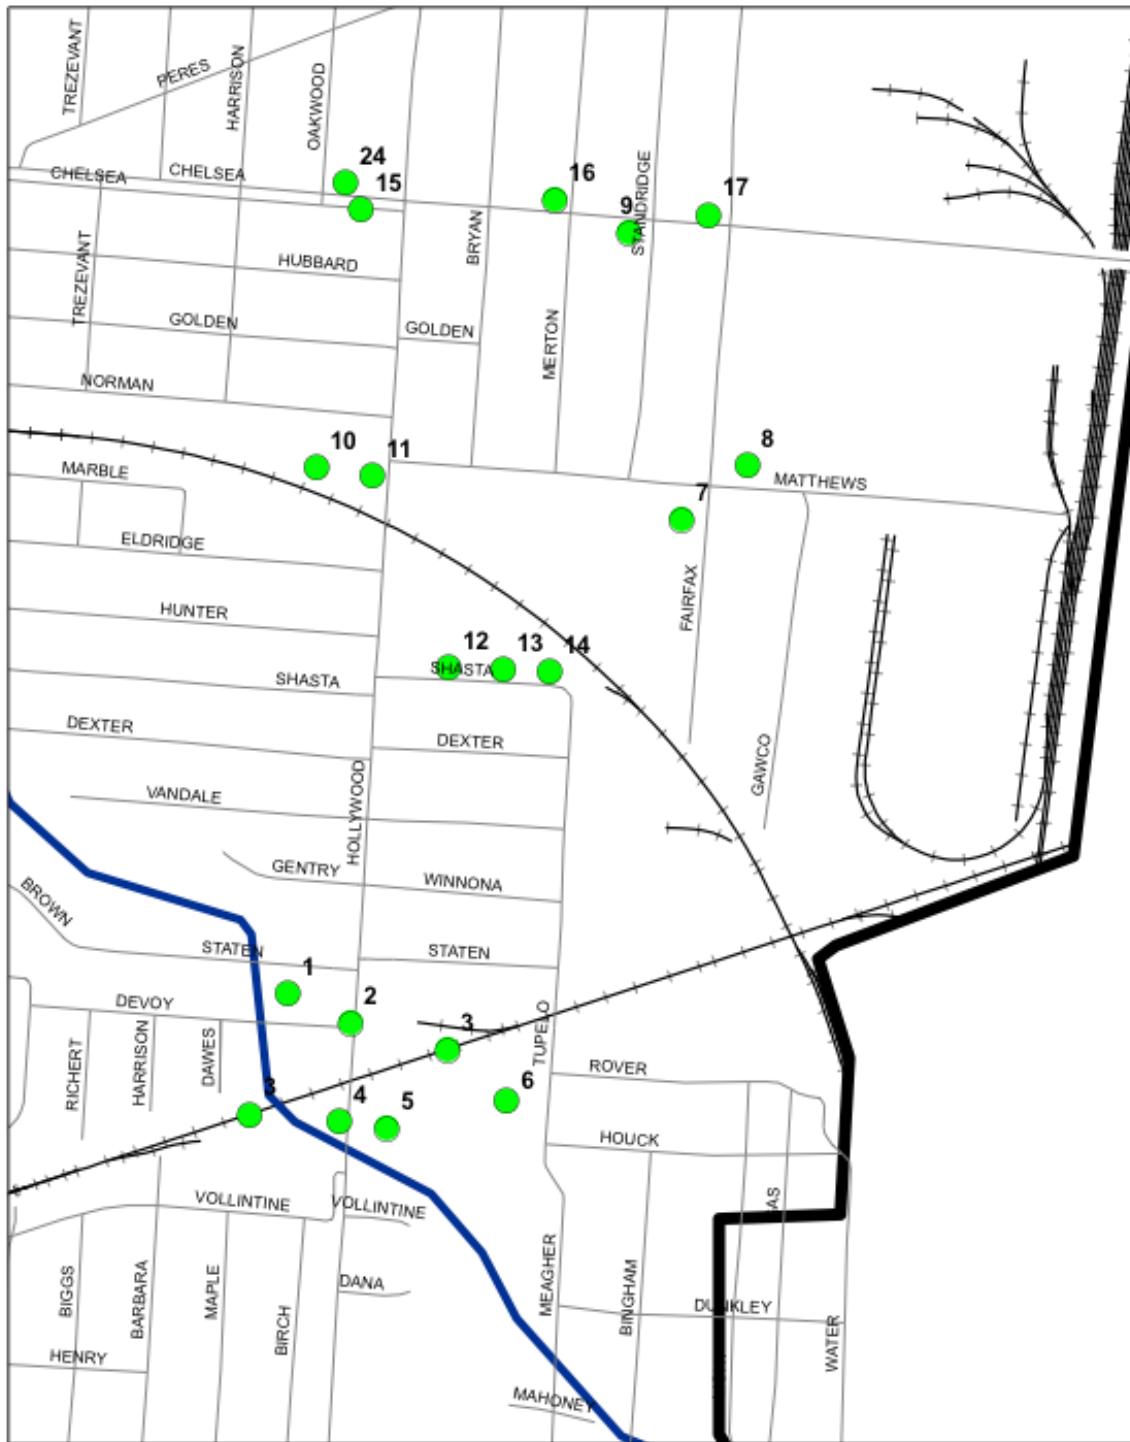 TREZEVANT
PERES
HARRISON
OAKWOOD
24
CHELSEA
CHELSEA
15
16
9
STANDRIDGE
17
BRYAN
HUBBARD
TREZEVANT
GOLDEN
GOLDEN
MERTON
NORMAN
10
11
8
MARBLE
MATTHEWS
7
ELDRIDGE
FAIRFAX
HUNTER
12
13
14
SHASTA
SHASTA
DEXTER
DEXTER
GAWCO
VANDALE
HOLLYWOOD
GENTRY
WINNONA
BROWN
STATEN
STATEN
1
DEVOY
2
3
TUPELO
RICHERT
HARRISON
DAWES
ROVER
3
4
5
6
HOUCK
VOLLINTINE
VOLLINTINE
AS
BIGGS
BARBARA
MAPLE
BIRCH
DANA
MEAGHER
BINGHAM
DUNKLEY
WATER
HENRY
MAHONEY